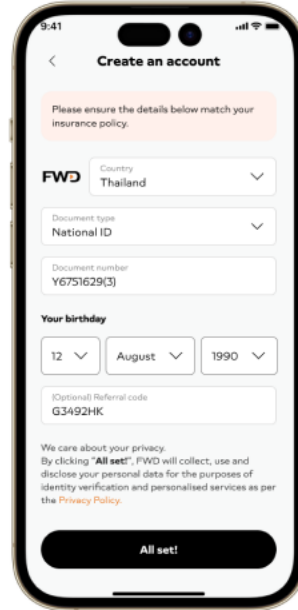 9:41
Create an account
Please ensure the details below match your
insurance policy.
FWD
Country
Thailand
Document type
National ID
Document number
Y6751629(3)
Your birthday
12 August 1990
(Optional) Referral code
G3492HK
We care about your privacy.
By clicking "All set!", FWD will collect, use and
disclose your personal data for the purposes of
identity verification and personalised services as per
the Privacy Policy.
All set!